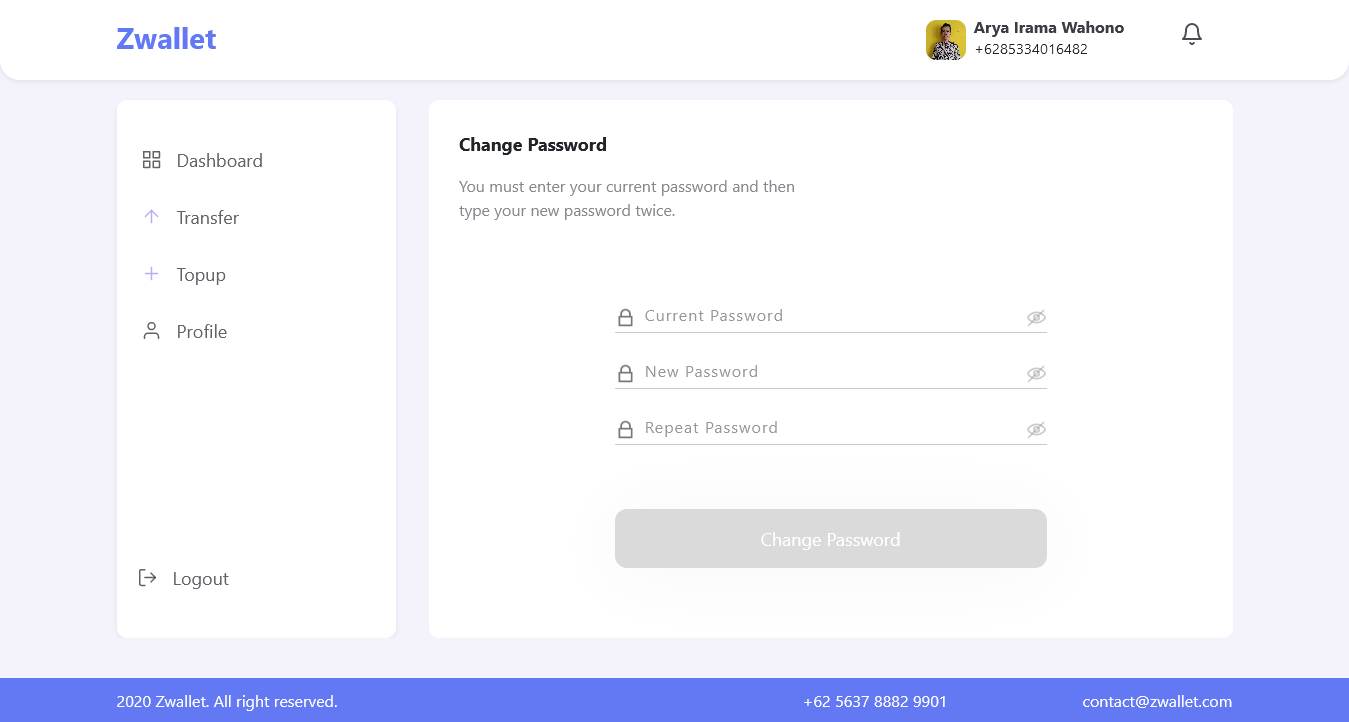 Zwallet
Arya Irama Wahono
+6285334016482
Dashboard
Transfer
Topup
Profile
Logout
Change Password
You must enter your current password and then
type your new password twice.
Current Password
New Password
Repeat Password
Change Password
2020 Zwallet. All right reserved.
+62 5637 8882 9901
contact@zwallet.com